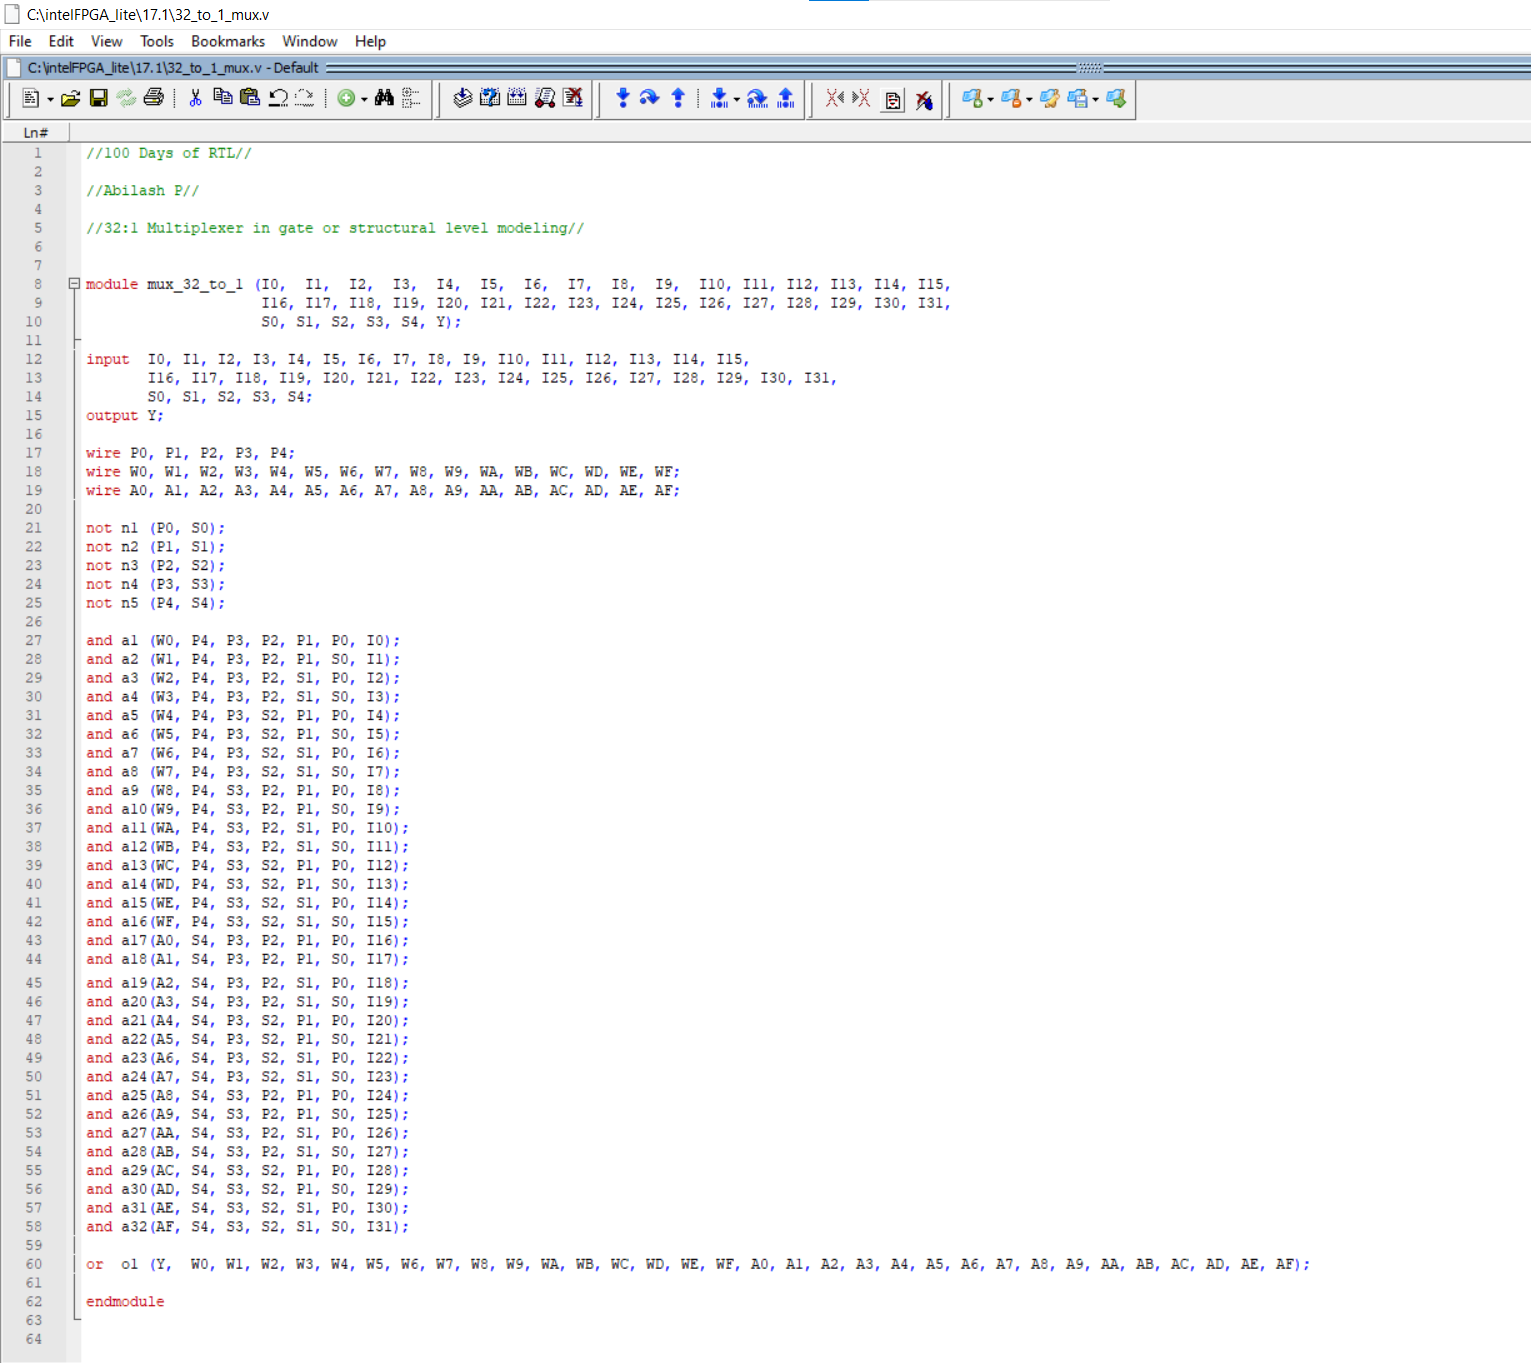 C:\intelFPGA_lite\17.1\32_to_1_mux.v
File Edit View Tools Bookmarks Window Help
C:\intelFPGA_lite\17.1\32_to_1_mux.v - Default
Ln#
1 //100 Days of RTL//
2
3 //Abilash P//
4
5 //32:1 Multiplexer in gate or structural level modeling//
6
7
8 module mux_32_to_1 (I0, I1, I2, I3, I4, I5, I6, I7, I8, I9, I10, I11, I12, I13, I14, I15,
9 I16, I17, I18, I19, I20, I21, I22, I23, I24, I25, I26, I27, I28, I29, I30, I31,
10 S0, S1, S2, S3, S4, Y);
11
12 input I0, I1, I2, I3, I4, I5, I6, I7, I8, I9, I10, I11, I12, I13, I14, I15,
13 I16, I17, I18, I19, I20, I21, I22, I23, I24, I25, I26, I27, I28, I29, I30, I31,
14 S0, S1, S2, S3, S4;
15 output Y;
16
17 wire P0, P1, P2, P3, P4;
18 wire W0, W1, W2, W3, W4, W5, W6, W7, W8, W9, WA, WB, WC, WD, WE, WF;
19 wire A0, A1, A2, A3, A4, A5, A6, A7, A8, A9, AA, AB, AC, AD, AE, AF;
20
21 not n1 (P0, S0);
22 not n2 (P1, S1);
23 not n3 (P2, S2);
24 not n4 (P3, S3);
25 not n5 (P4, S4);
26
27 and a1 (W0, P4, P3, P2, P1, P0, I0);
28 and a2 (W1, P4, P3, P2, P1, S0, I1);
29 and a3 (W2, P4, P3, P2, S1, P0, I2);
30 and a4 (W3, P4, P3, P2, S1, S0, I3);
31 and a5 (W4, P4, P3, S2, P1, P0, I4);
32 and a6 (W5, P4, P3, S2, P1, S0, I5);
33 and a7 (W6, P4, P3, S2, S1, P0, I6);
34 and a8 (W7, P4, P3, S2, S1, S0, I7);
35 and a9 (W8, P4, S3, P2, P1, P0, I8);
36 and a10(W9, P4, S3, P2, P1, S0, I9);
37 and a11(WA, P4, S3, P2, S1, P0, I10);
38 and a12(WB, P4, S3, P2, S1, S0, I11);
39 and a13(WC, P4, S3, S2, P1, P0, I12);
40 and a14(WD, P4, S3, S2, P1, S0, I13);
41 and a15(WE, P4, S3, S2, S1, P0, I14);
42 and a16(WF, P4, S3, S2, S1, S0, I15);
43 and a17(A0, S4, P3, P2, P1, P0, I16);
44 and a18(A1, S4, P3, P2, P1, S0, I17);
45 and a19(A2, S4, P3, P2, S1, P0, I18);
46 and a20(A3, S4, P3, P2, S1, S0, I19);
47 and a21(A4, S4, P3, S2, P1, P0, I20);
48 and a22(A5, S4, P3, S2, P1, S0, I21);
49 and a23(A6, S4, P3, S2, S1, P0, I22);
50 and a24(A7, S4, P3, S2, S1, S0, I23);
51 and a25(A8, S4, S3, P2, P1, P0, I24);
52 and a26(A9, S4, S3, P2, P1, S0, I25);
53 and a27(AA, S4, S3, P2, S1, P0, I26);
54 and a28(AB, S4, S3, P2, S1, S0, I27);
55 and a29(AC, S4, S3, S2, P1, P0, I28);
56 and a30(AD, S4, S3, S2, P1, S0, I29);
57 and a31(AE, S4, S3, S2, S1, P0, I30);
58 and a32(AF, S4, S3, S2, S1, S0, I31);
59
60 or o1 (Y, W0, W1, W2, W3, W4, W5, W6, W7, W8, W9, WA, WB, WC, WD, WE, WF, A0, A1, A2, A3, A4, A5, A6, A7, A8, A9, AA, AB, AC, AD, AE, AF);
61
62 endmodule
63
64